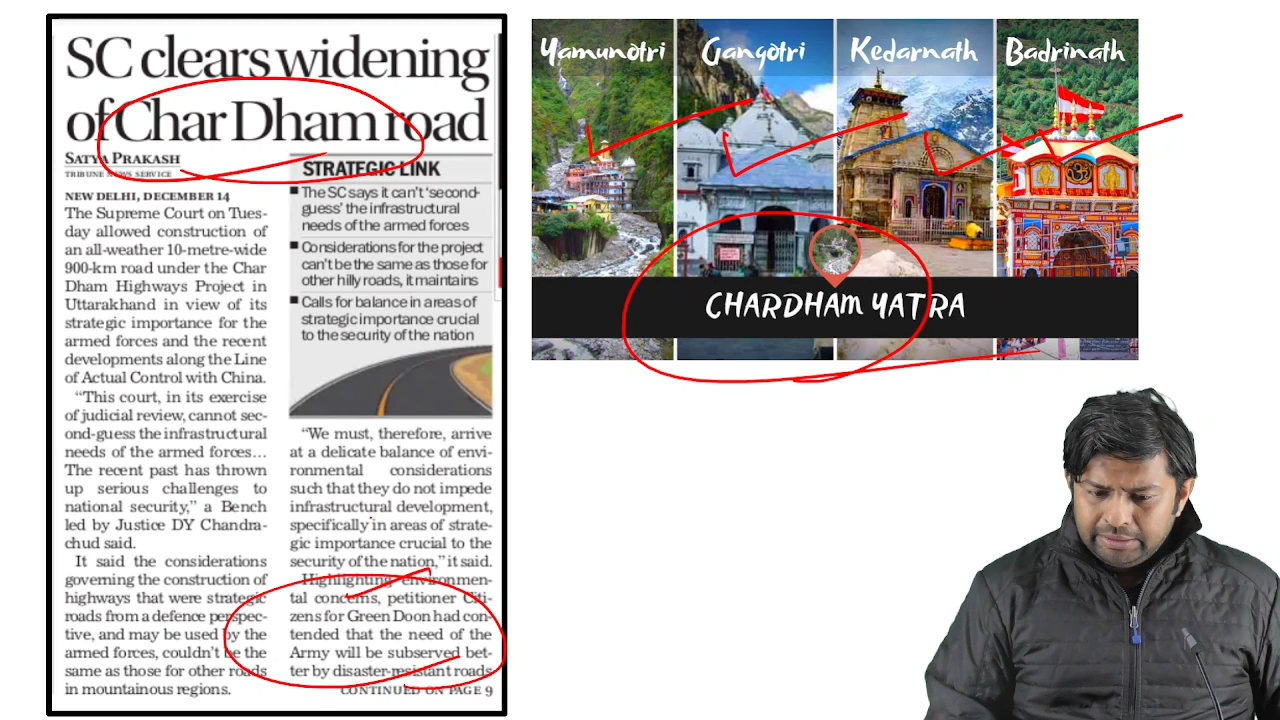 SC clears widening
of Char Dham road
SATYA PRAKASH
TRIBUNE NEWS SERVICE
NEW DELHI, DECEMBER 14
The Supreme Court on Tues-
day allowed construction of
an all-weather 10-metre-wide
900-km road under the Char
Dham Highways Project in
Uttarakhand in view of its
strategic importance for the
armed forces and the recent
developments along the Line
of Actual Control with China.
“This court, in its exercise
of judicial review, cannot sec-
ond-guess the infrastructural
needs of the armed forces...
The recent past has thrown
up serious challenges to
national security,” a Bench
led by Justice DY Chandra-
chud said.
It said the considerations
governing the construction of
highways that were strategic
roads from a defence perspec-
tive, and may be used by the
armed forces, couldn’t be the
same as those for other roads
in mountainous regions.
STRATEGIC LINK
■ The SC says it can’t ‘second-
guess’ the infrastructural
needs of the armed forces
■ Considerations for the project
can’t be the same as those for
other hilly roads, it maintains
■ Calls for balance in areas of
strategic importance crucial
to the security of the nation
“We must, therefore, arrive
at a delicate balance of envi-
ronmental considerations
such that they do not impede
infrastructural development,
specifically in areas of strate-
gic importance crucial to the
security of the nation,” it said.
Highlighting environmen-
tal concerns, petitioner Citi-
zens for Green Doon had con-
tended that the need of the
Army will be subserved bet-
ter by disaster-resistant roads
CONTINUED ON PAGE 9
Yamunotri
Gangotri
Kedarnath
Badrinath
CHARDHAM YATRA